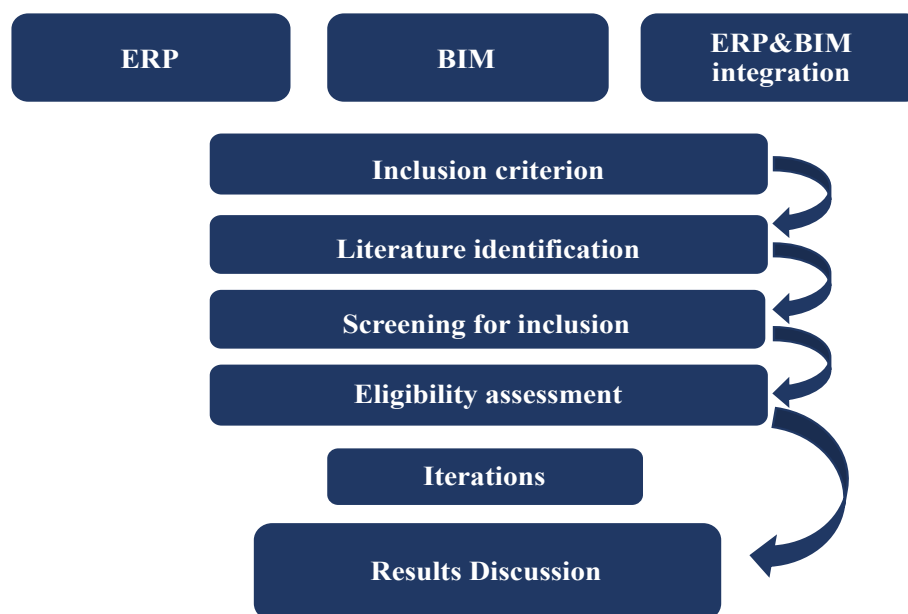 ERP
BIM
ERP&BIM
integration
Inclusion criterion
Literature identification
Screening for inclusion
Eligibility assessment
Iterations
Results Discussion